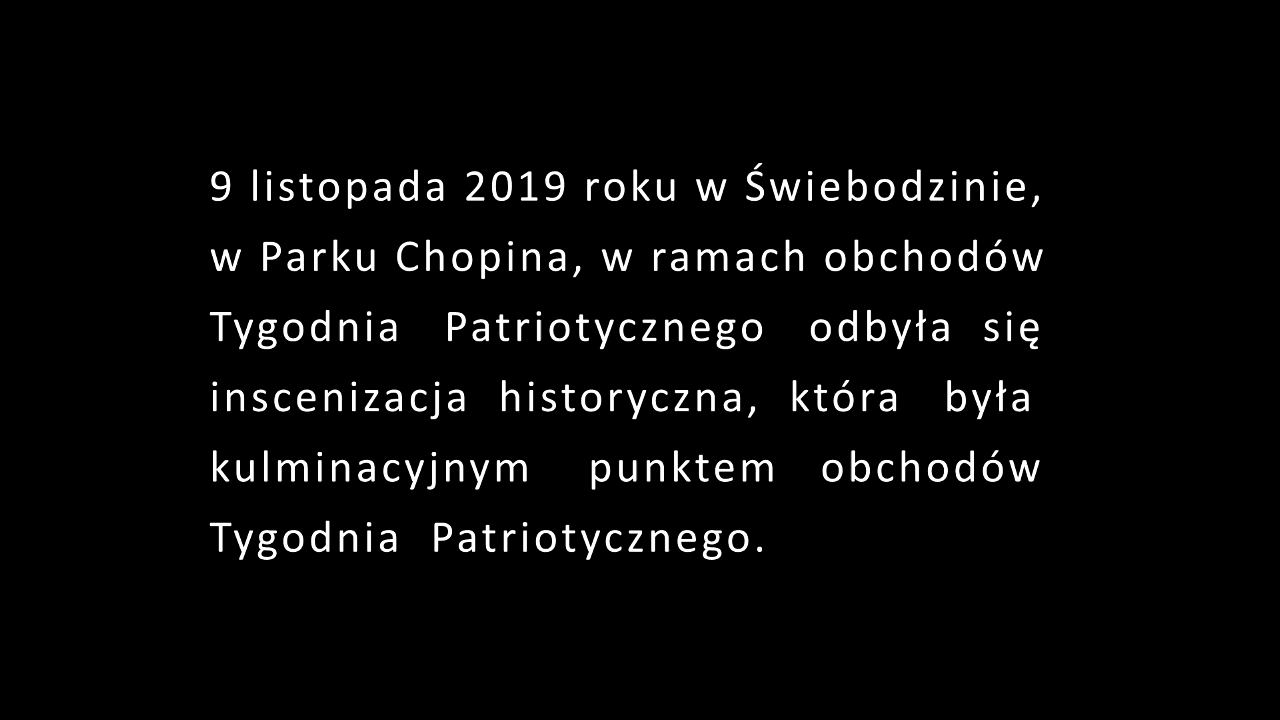 9 listopada 2019 roku w Świebodzinie,
w Parku Chopina, w ramach obchodów
Tygodnia Patriotycznego odbyła się
inscenizacja historyczna, która była
kulminacyjnym punktem obchodów
Tygodnia Patriotycznego.